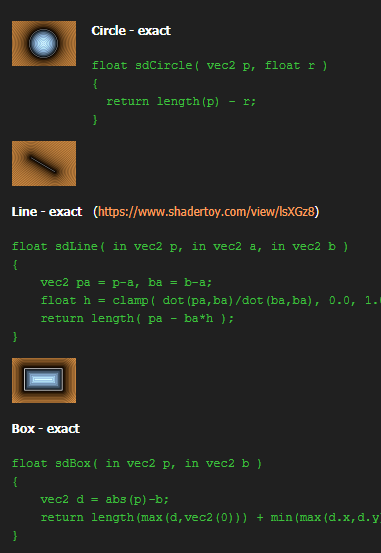 Circle - exact
float sdCircle( vec2 p, float r )
{
  return length(p) - r;
}
Line - exact   (https://www.shadertoy.com/view/lsXGz8)
float sdLine( in vec2 p, in vec2 a, in vec2 b )
{
    vec2 pa = p-a, ba = b-a;
    float h = clamp( dot(pa,ba)/dot(ba,ba), 0.0, 1.0
    return length( pa - ba*h );
}
Box - exact
float sdBox( in vec2 p, in vec2 b )
{
    vec2 d = abs(p)-b;
    return length(max(d,vec2(0))) + min(max(d.x,d.y
}